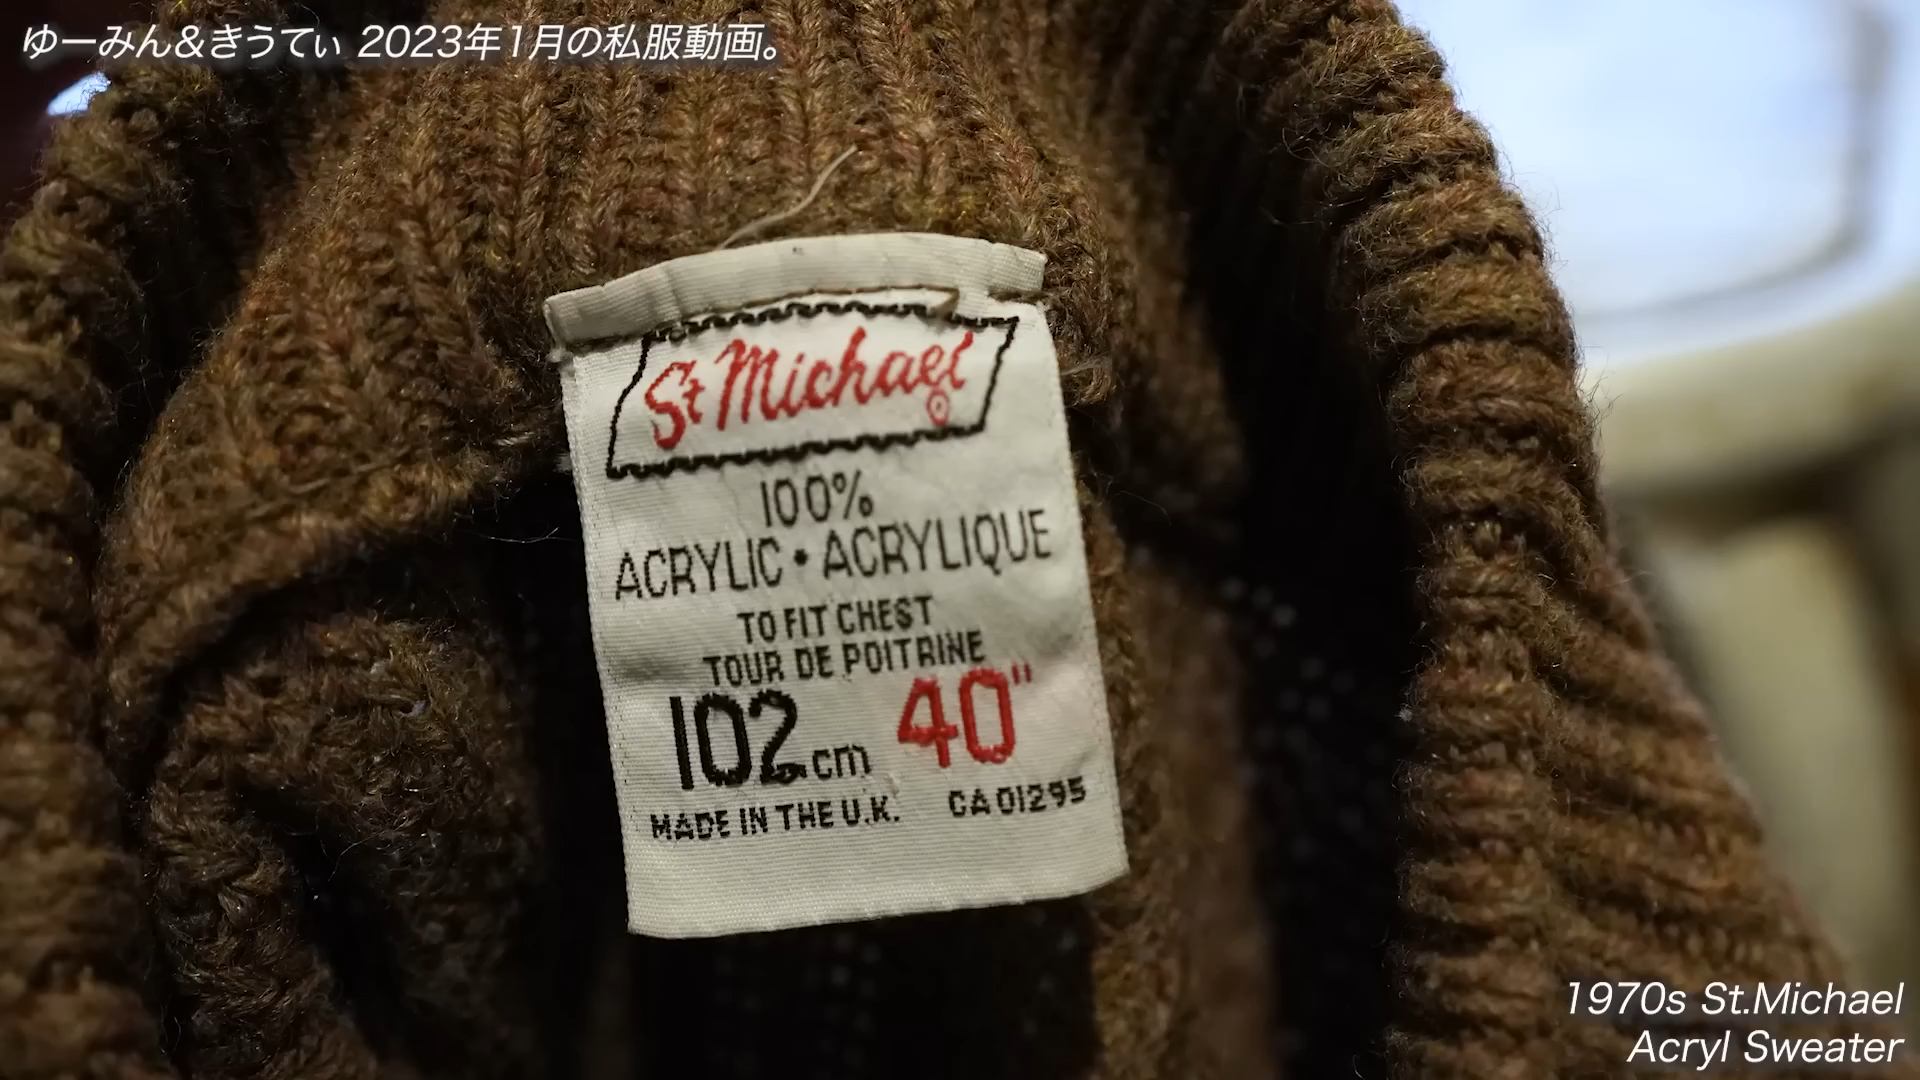 ゆーみん&きうてぃ 2023年1月の私服動画。
St Michael
100%
ACRYLIC • ACRYLIQUE
TO FIT CHEST
TOUR DE POITRINE
102cm 40"
MADE IN THE U.K. CA01295
1970s St.Michael
Acryl Sweater